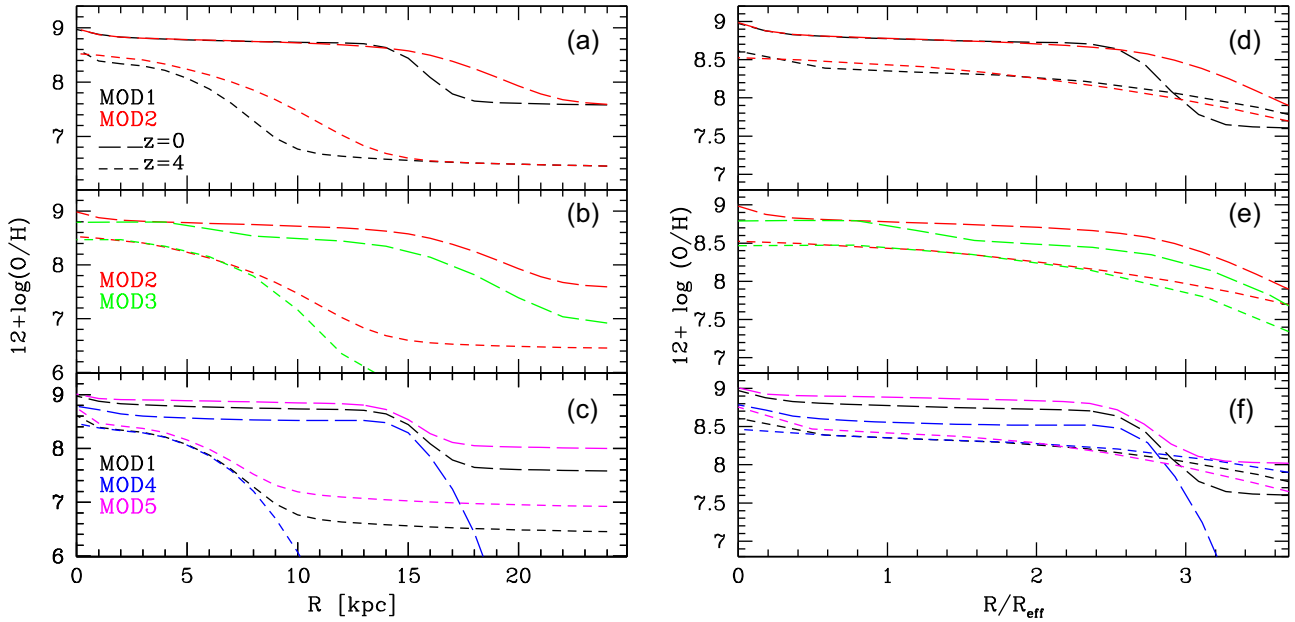 9
8
7
(a)
MOD1
MOD2
z=0
z=4
9
8.5
8
7.5
7
(d)
12+log(O/H)
9
8
7
6
(b)
MOD2
MOD3
12+ log (O/H)
9
8.5
8
7.5
7
(e)
9
8
7
6
(c)
MOD1
MOD4
MOD5
9
8.5
8
7.5
7
(f)
0 5 10 15 20
R [kpc]
0 1 2 3
R/Reff